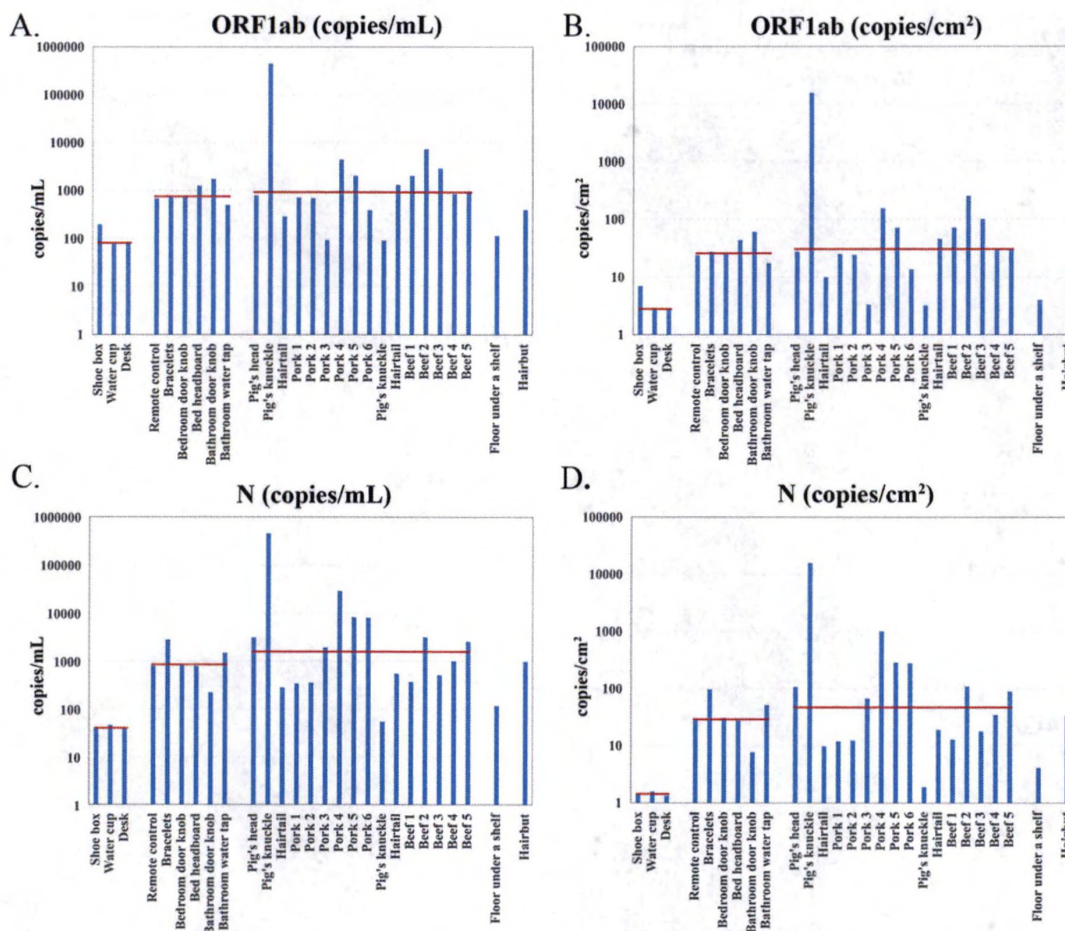 A.
ORF1ab (copies/mL)
copies/mL
1000000
100000
10000
1000
100
10
1
Shoe box
Water cup
Desk
Remote control
Bracelets
Bedroom door knob
Bed headboard
Bathroom door knob
Bathroom water tap
Pig's head
Pig's knuckle
Hairtail
Pork 1
Pork 2
Pork 3
Pork 4
Pork 5
Pork 6
Pig's knuckle
Hairtail
Beef 1
Beef 2
Beef 3
Beef 4
Beef 5
Floor under a shelf
Hairbut
B.
ORF1ab (copies/cm²)
copies/cm²
100000
10000
1000
100
10
1
Shoe box
Water cup
Desk
Remote control
Bracelets
Bedroom door knob
Bed headboard
Bathroom door knob
Bathroom water tap
Pig's head
Pig's knuckle
Hairtail
Pork 1
Pork 2
Pork 3
Pork 4
Pork 5
Pork 6
Pig's knuckle
Hairtail
Beef 1
Beef 2
Beef 3
Beef 4
Beef 5
Floor under a shelf
C.
N (copies/mL)
copies/mL
1000000
100000
10000
1000
100
10
1
Shoe box
Water cup
Desk
Remote control
Bracelets
Bedroom door knob
Bed headboard
Bathroom door knob
Bathroom water tap
Pig's head
Pig's knuckle
Hairtail
Pork 1
Pork 2
Pork 3
Pork 4
Pork 5
Pork 6
Pig's knuckle
Hairtail
Beef 1
Beef 2
Beef 3
Beef 4
Beef 5
Floor under a shelf
Hairbut
D.
N (copies/cm²)
copies/cm²
100000
10000
1000
100
10
1
Shoe box
Water cup
Desk
Remote control
Bracelets
Bedroom door knob
Bed headboard
Bathroom door knob
Bathroom water tap
Pig's head
Pig's knuckle
Hairtail
Pork 1
Pork 2
Pork 3
Pork 4
Pork 5
Pork 6
Pig's knuckle
Hairtail
Beef 1
Beef 2
Beef 3
Beef 4
Beef 5
Floor under a shelf